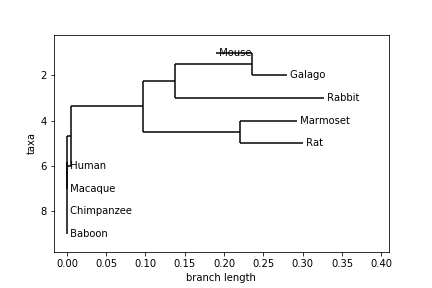 Mouse
Galago
Rabbit
Marmoset
Rat
Human
Macaque
Chimpanzee
Baboon
taxa
2
4
6
8
0.00 0.05 0.10 0.15 0.20 0.25 0.30 0.35 0.40
branch length